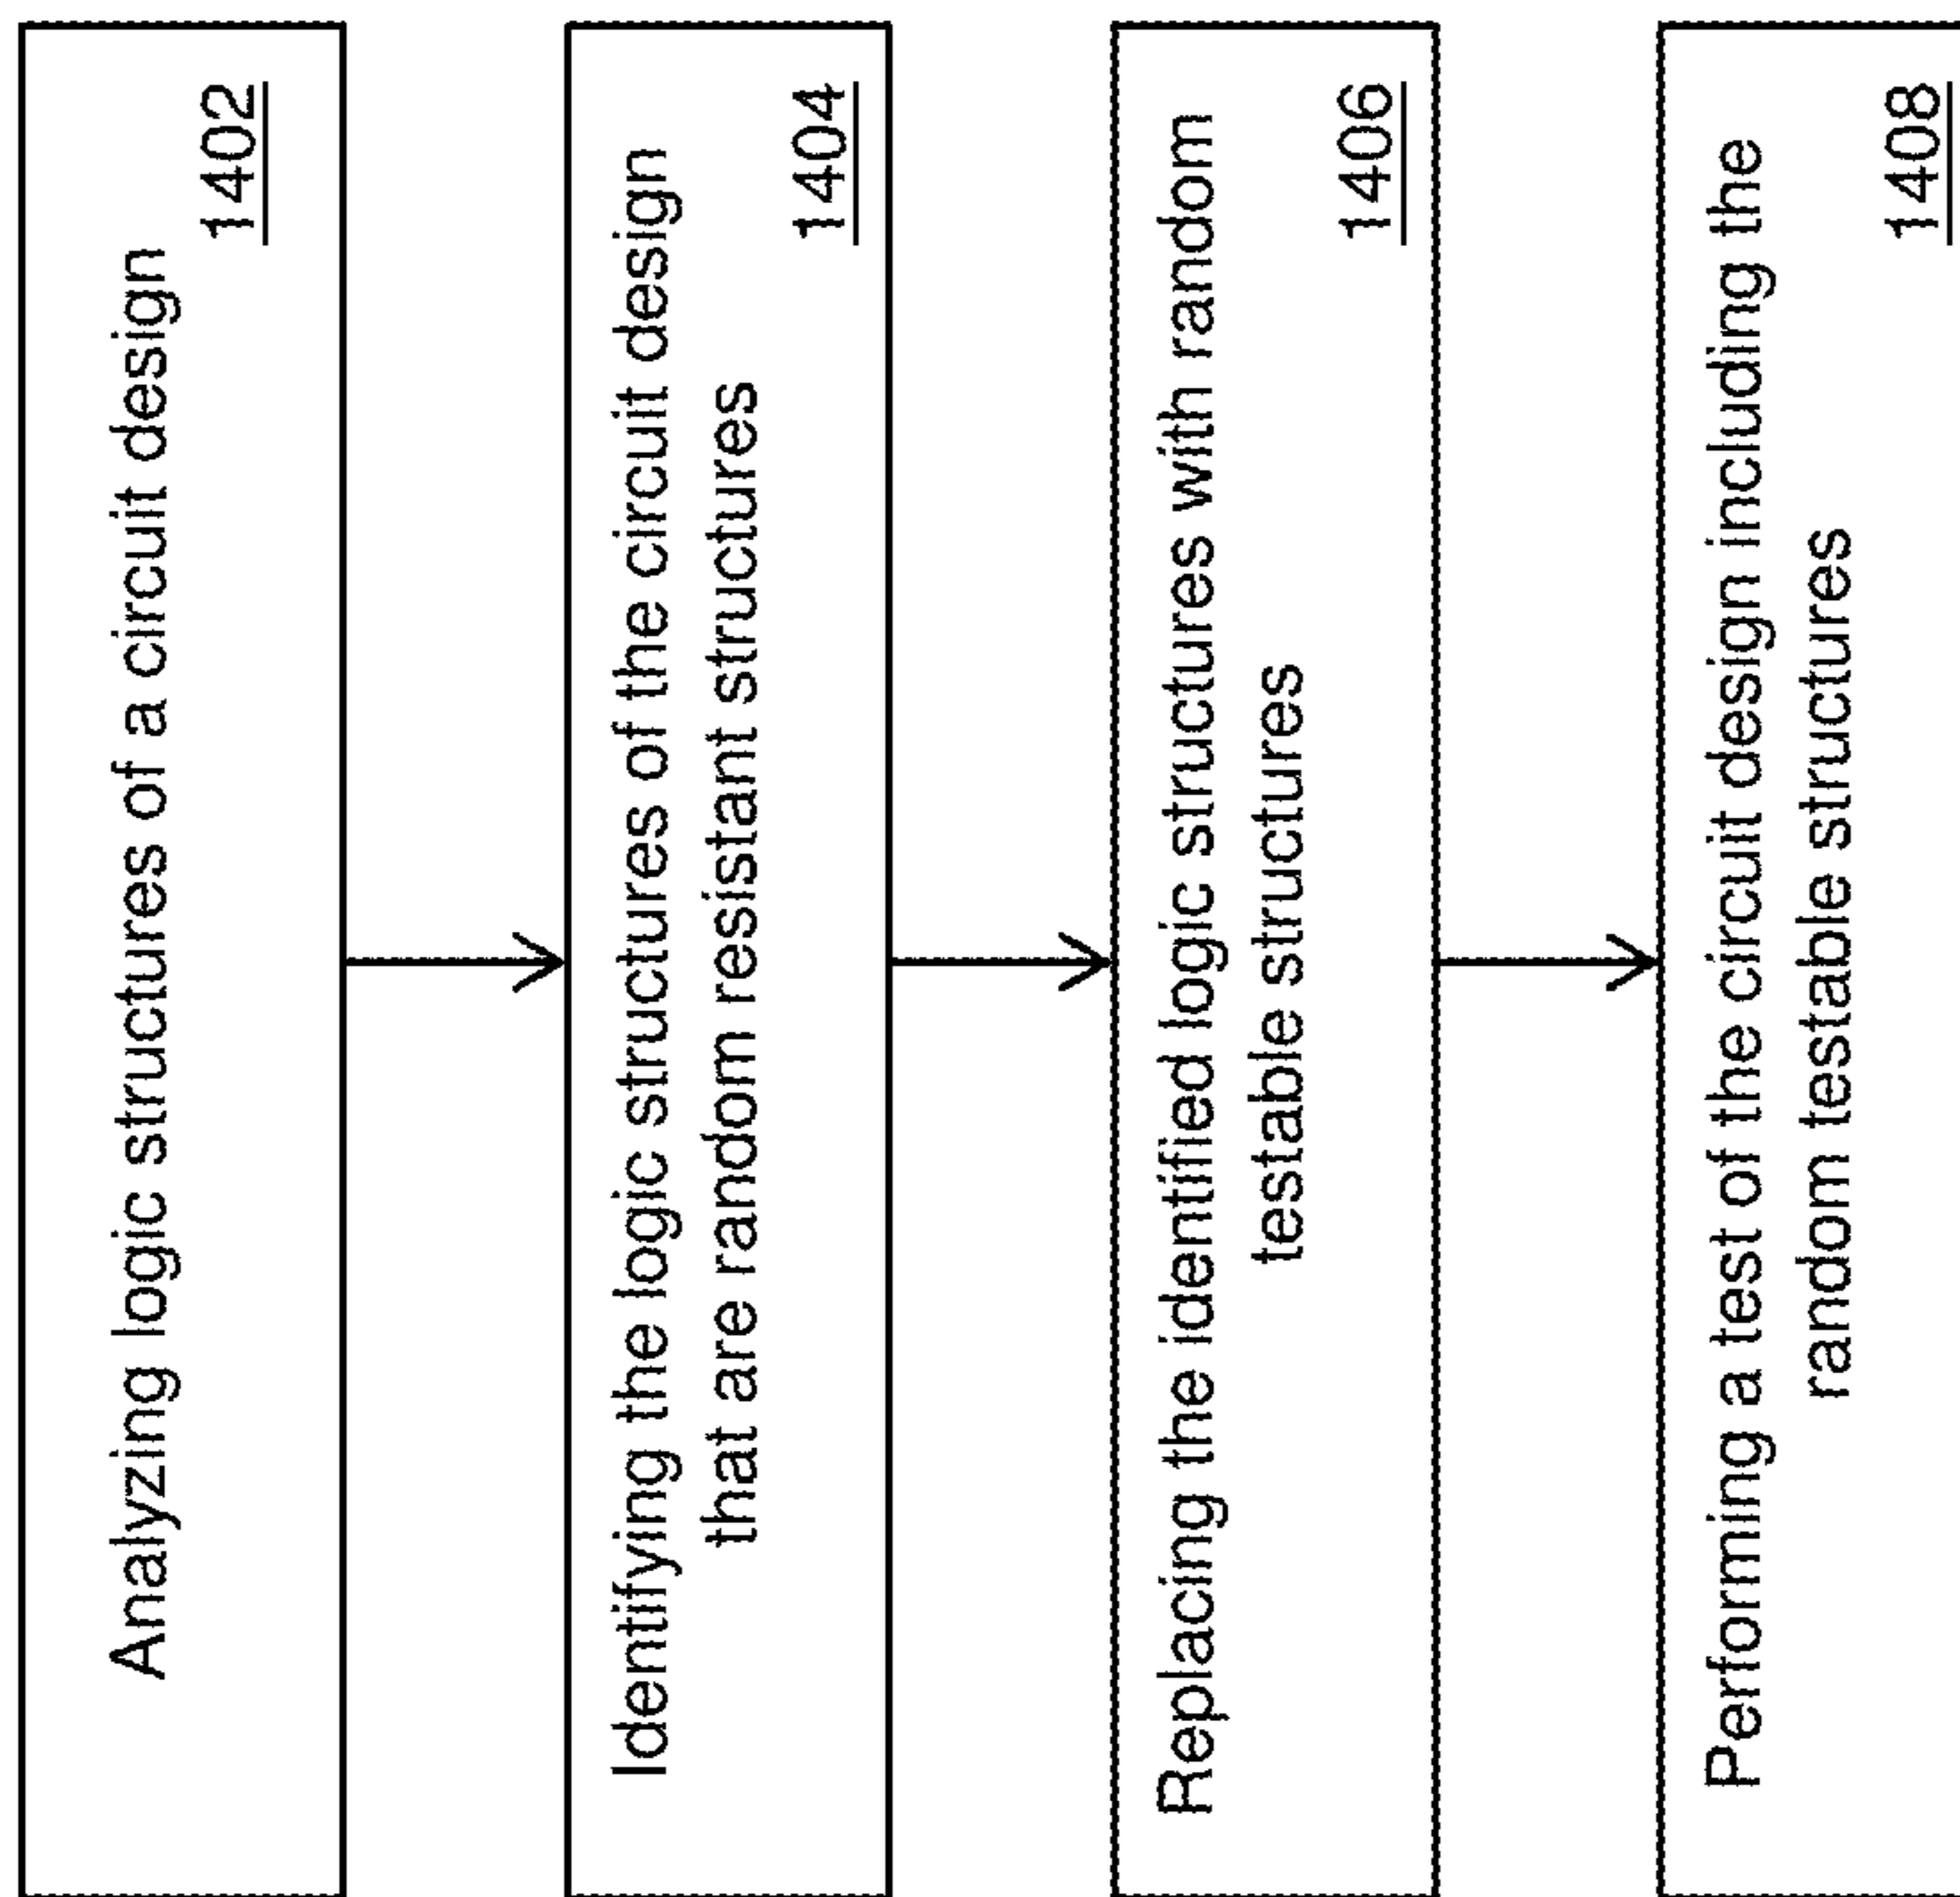 Analyzing logic structures of a circuit design
1402
Identifying the logic structures of the circuit design
that are random resistant structures
1404
Replacing the identified logic structures with random
testable structures
1406
Performing a test of the circuit design including the
random testable structures
1408